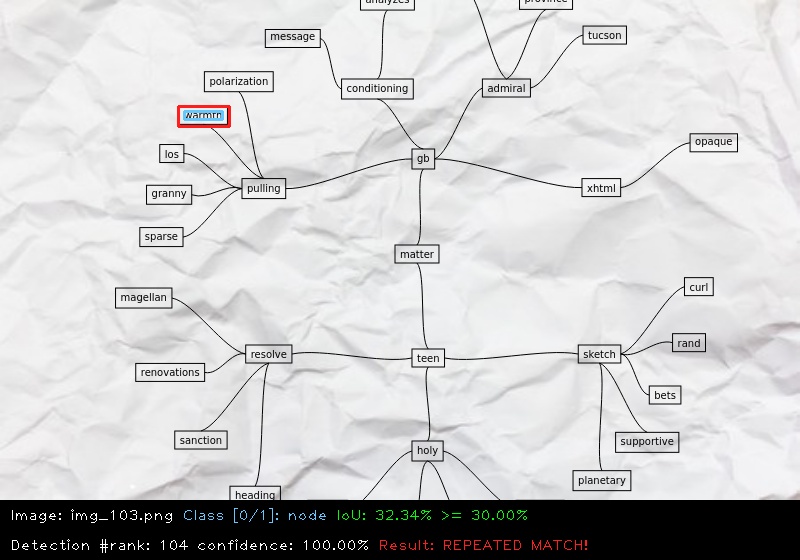 analyzes
province
message
tucson
polarization
conditioning
admiral
los
gb
opaque
granny
pulling
xhtml
sparse
matter
magellan
curl
resolve
teen
sketch
rand
renovations
bets
sanction
holy
supportive
planetary
heading
Image: img_103.png Class [0/1]: node IoU: 32.34% >= 30.00%
Detection #rank: 104 confidence: 100.00% Result: REPEATED MATCH!